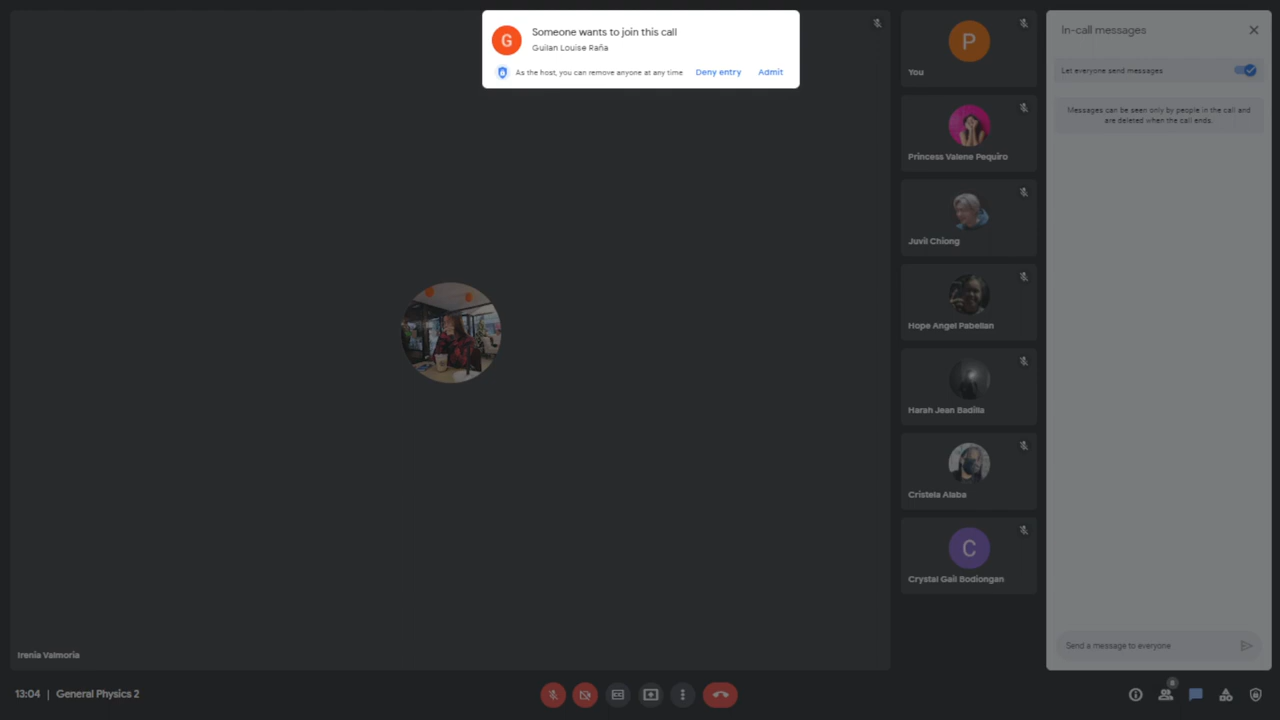 Someone wants to join this call
G
Guilan Louise Raña
As the host, you can remove anyone at any time
Deny entry
Admit
P
You
Princess Valene Pequiro
Juvil Chiong
Hope Angel Pabellan
Harah Jean Badilla
Cristela Alaba
C
Crystal Gail Bodiongan
In-call messages
Let everyone send messages
Messages can be seen only by people in the call and
are deleted when the call ends.
Send a message to everyone
Irenia Valmoria
13:04 | General Physics 2
CC
8